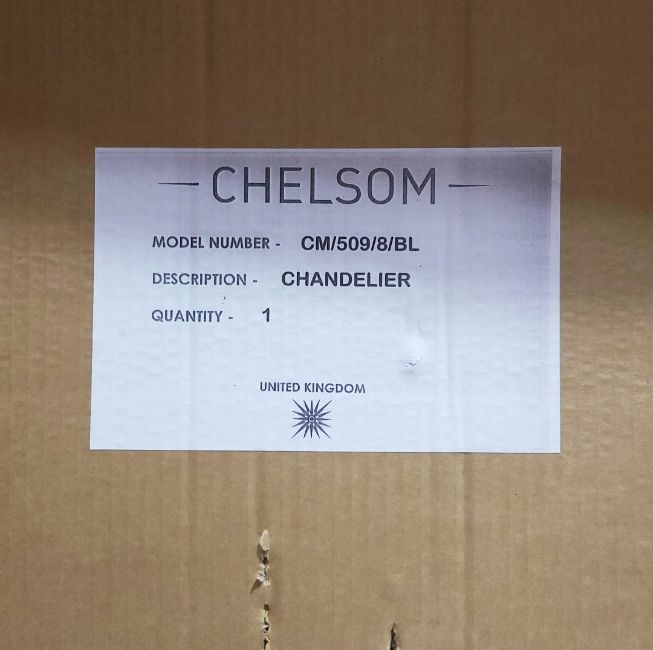 CHELSOM
MODEL NUMBER - CM/509/8/BL
DESCRIPTION - CHANDELIER
QUANTITY - 1
UNITED KINGDOM